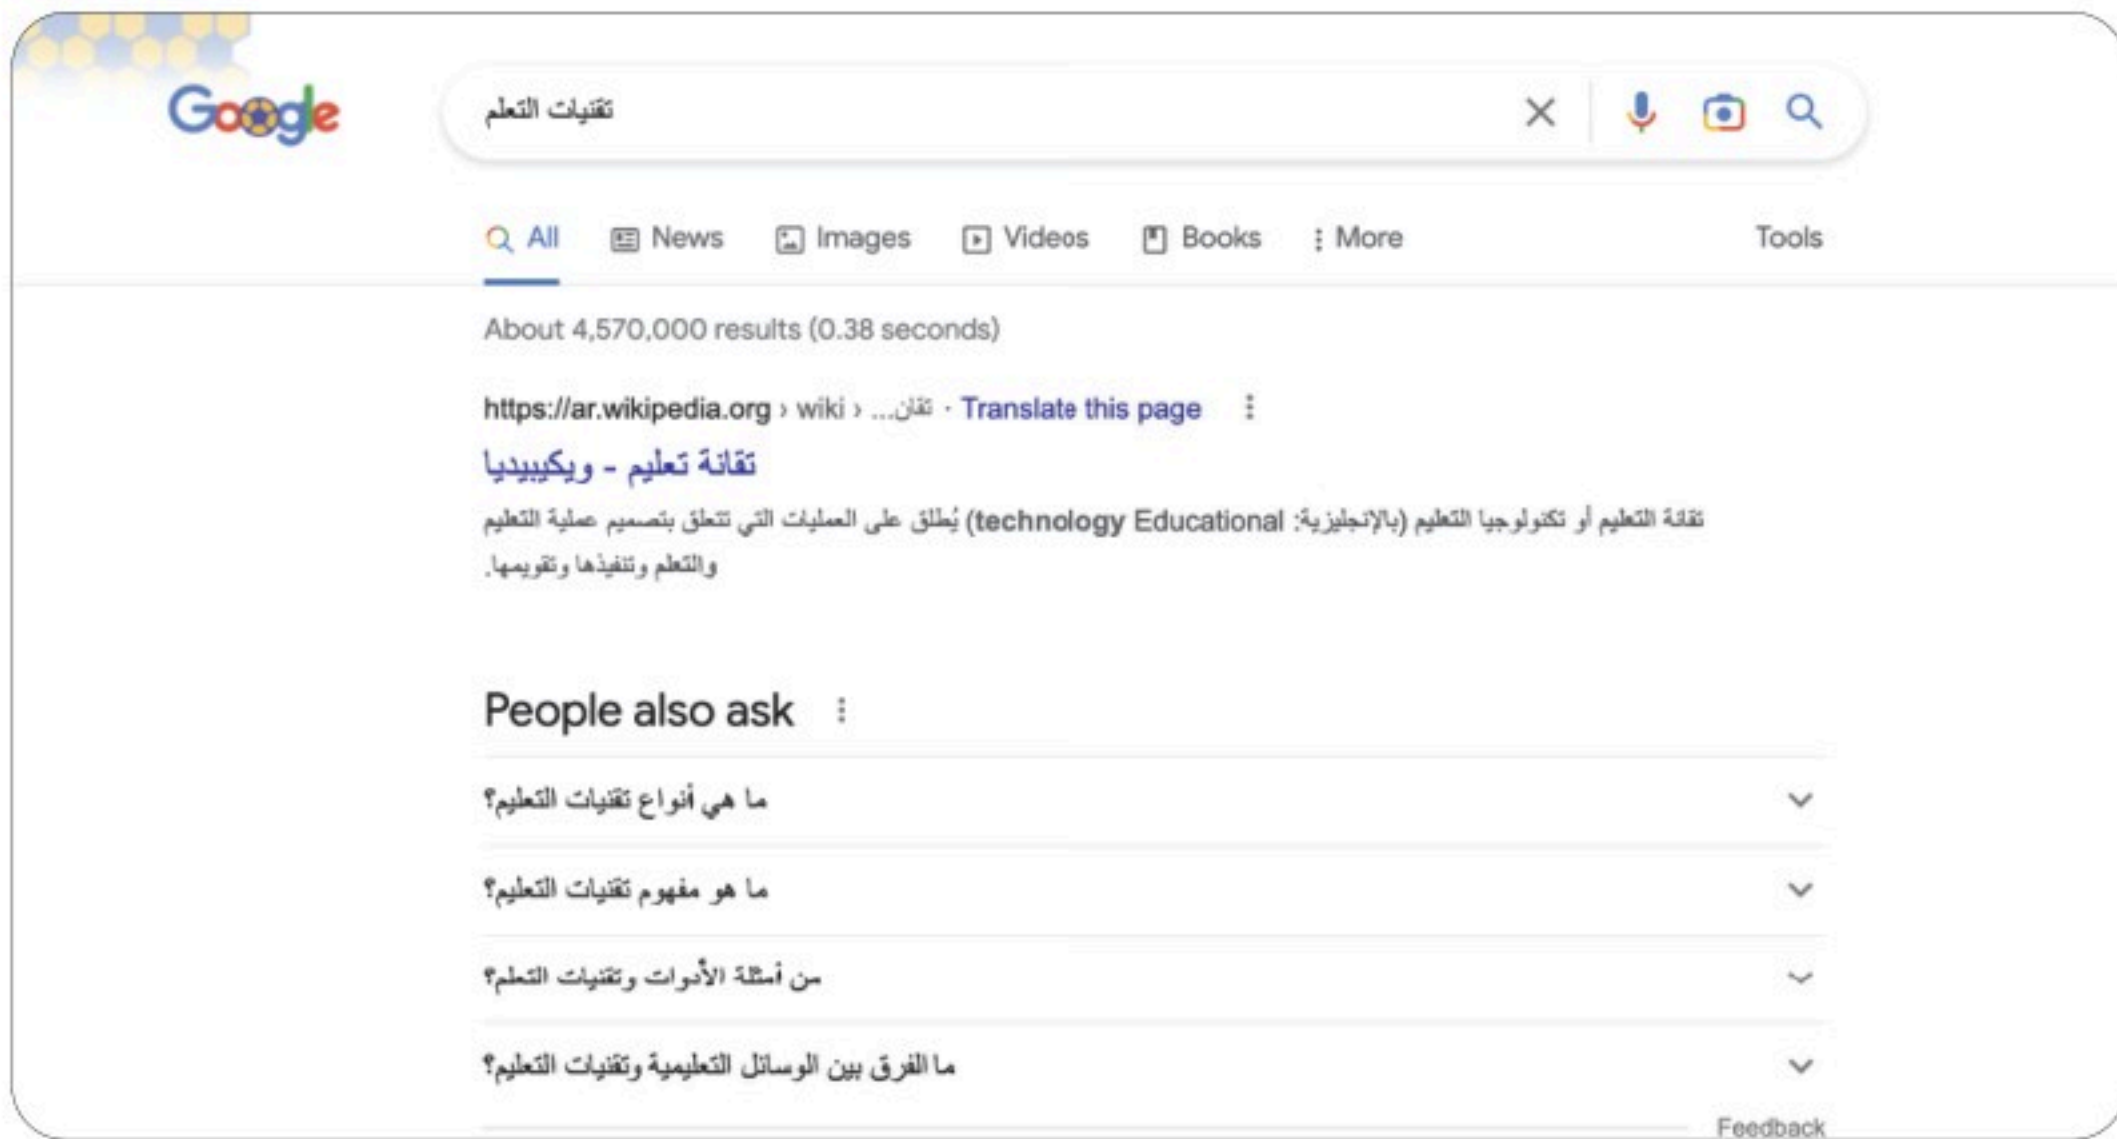 Google
تقنيات التعلم
All News Images Videos Books More Tools
About 4,570,000 results (0.38 seconds)
https://ar.wikipedia.org › wiki › تقان... · Translate this page
تقانة تعليم - ويكيبيديا
تقانة التعليم أو تكنولوجيا التعليم (بالإنجليزية: technology Educational) يُطلق على العمليات التي تتعلق بتصميم عملية التعليم
والتعلم وتنفيذها وتقويمها.
People also ask
ما هي أنواع تقنيات التعليم؟
ما هو مفهوم تقنيات التعليم؟
من أمثلة الأدوات وتقنيات التعلم؟
ما الفرق بين الوسائل التعليمية وتقنيات التعليم؟
Feedback